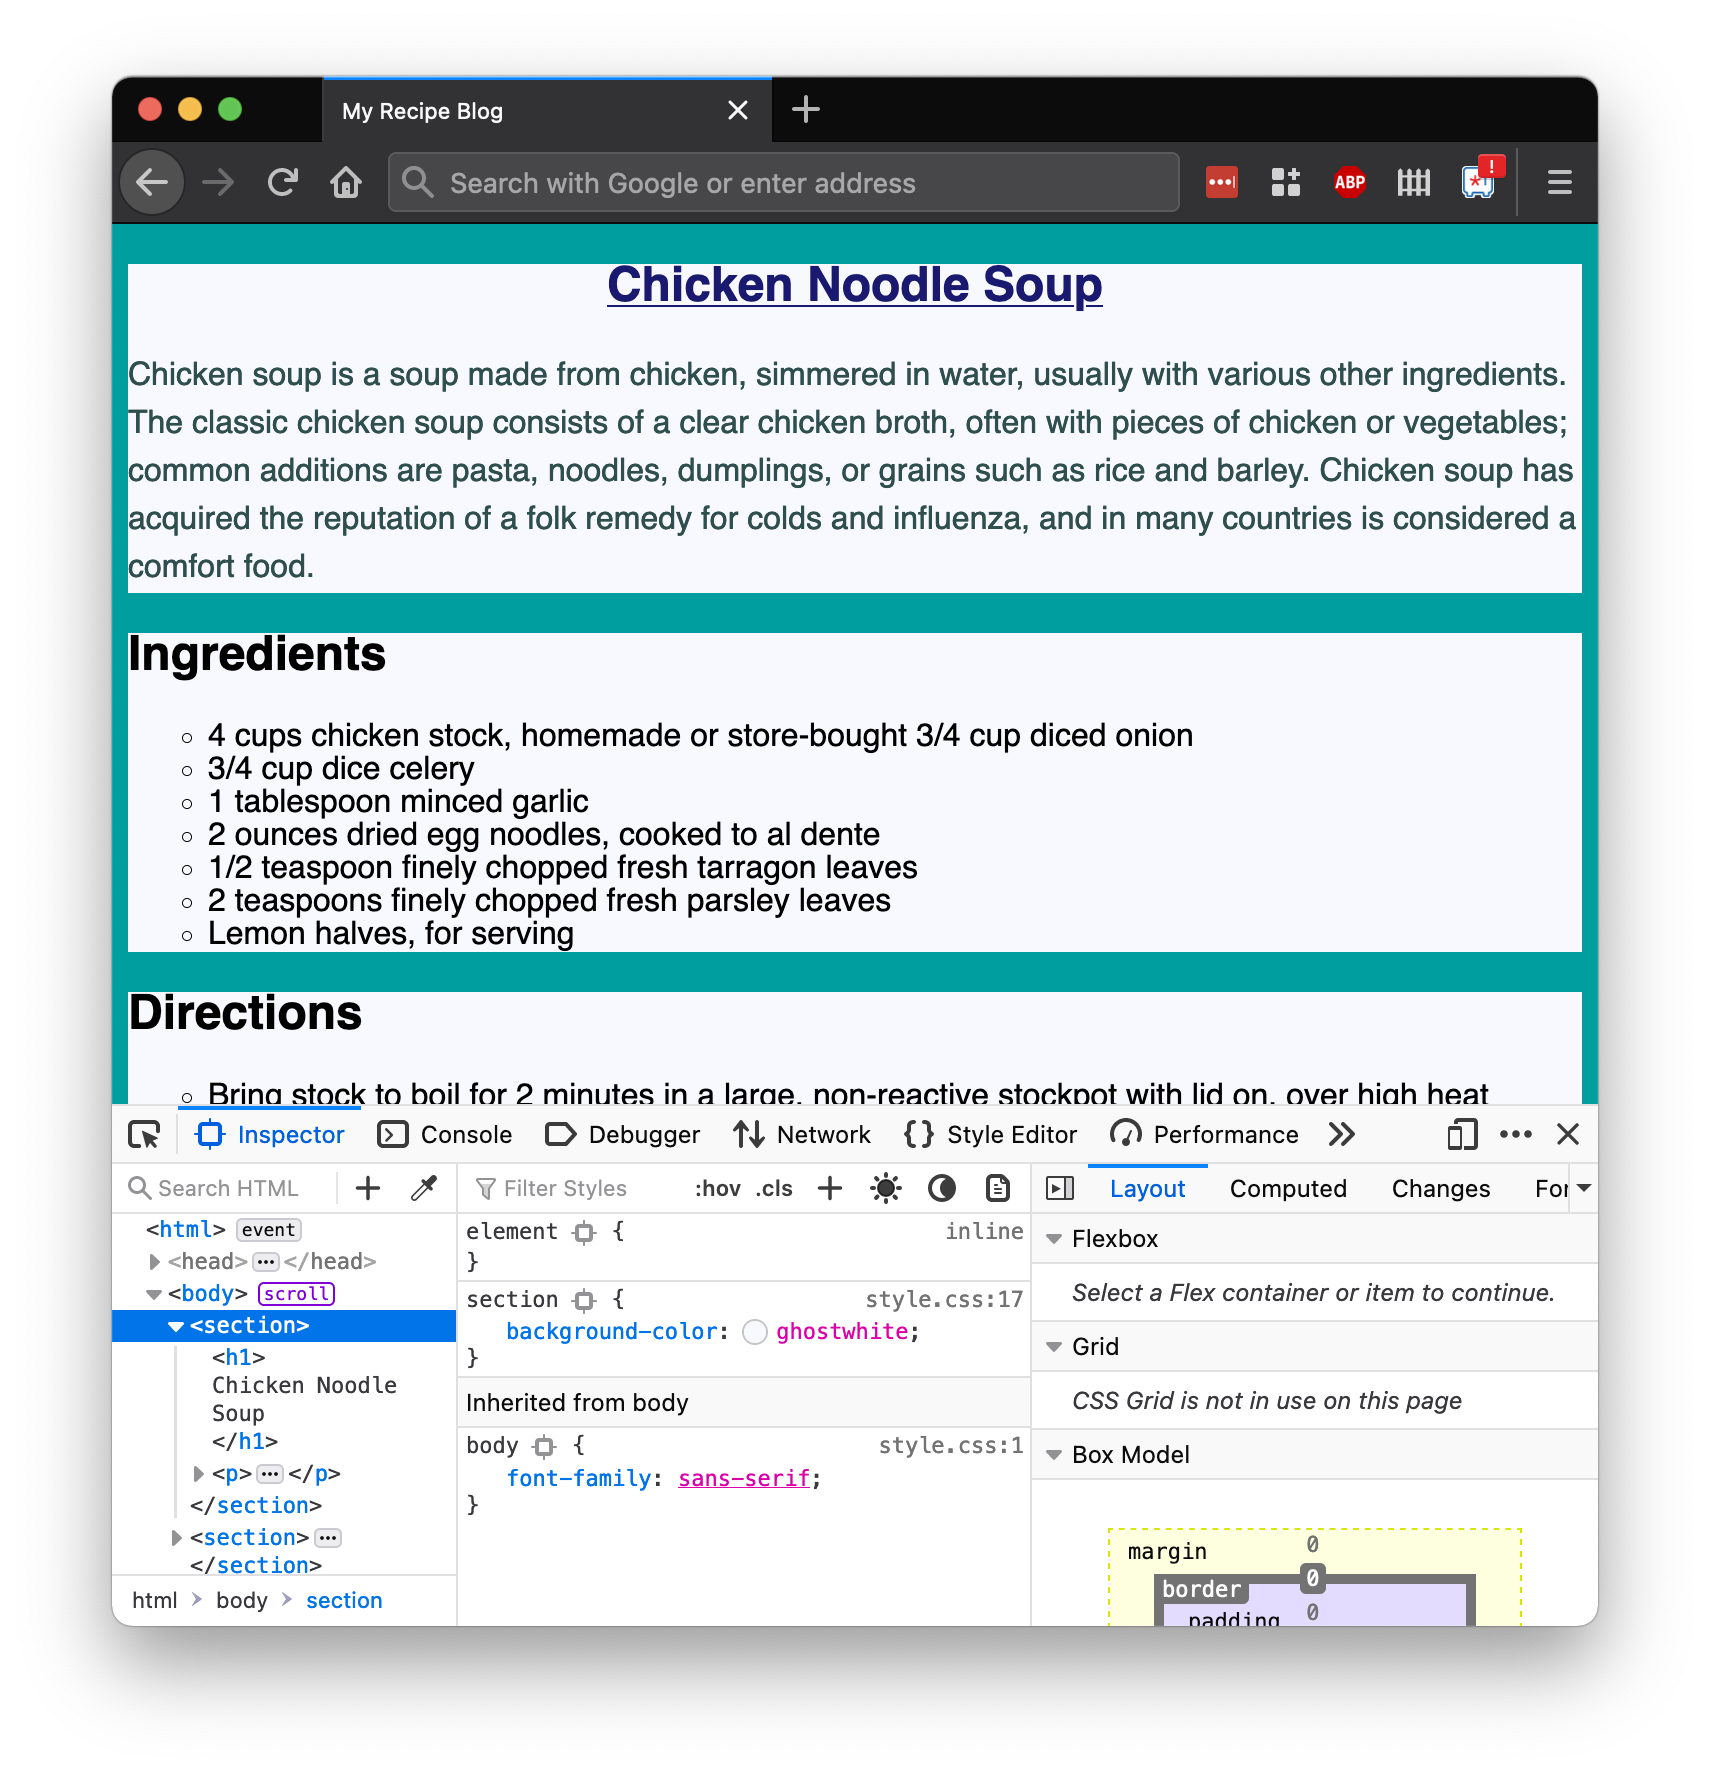 My Recipe Blog
Search with Google or enter address
ABP
!
Chicken Noodle Soup
Chicken soup is a soup made from chicken, simmered in water, usually with various other ingredients.
The classic chicken soup consists of a clear chicken broth, often with pieces of chicken or vegetables;
common additions are pasta, noodles, dumplings, or grains such as rice and barley. Chicken soup has
acquired the reputation of a folk remedy for colds and influenza, and in many countries is considered a
comfort food.
Ingredients
4 cups chicken stock, homemade or store-bought 3/4 cup diced onion
3/4 cup dice celery
1 tablespoon minced garlic
2 ounces dried egg noodles, cooked to al dente
1/2 teaspoon finely chopped fresh tarragon leaves
2 teaspoons finely chopped fresh parsley leaves
Lemon halves, for serving
Directions
Bring stock to boil for 2 minutes in a large, non-reactive stockpot with lid on, over high heat
Inspector Console Debugger Network Style Editor Performance
Search HTML
<html> event
<head> ••• </head>
<body> scroll
<section>
<h1>
Chicken Noodle
Soup
</h1>
<p> ••• </p>
</section>
<section> •••
</section>
html > body > section
Filter Styles :hov .cls
element { inline
}
section { style.css:17
background-color: ghostwhite;
}
Inherited from body
body { style.css:1
font-family: sans-serif;
}
Layout Computed Changes For
Flexbox
Select a Flex container or item to continue.
Grid
CSS Grid is not in use on this page
Box Model
margin 0
border 0
padding 0